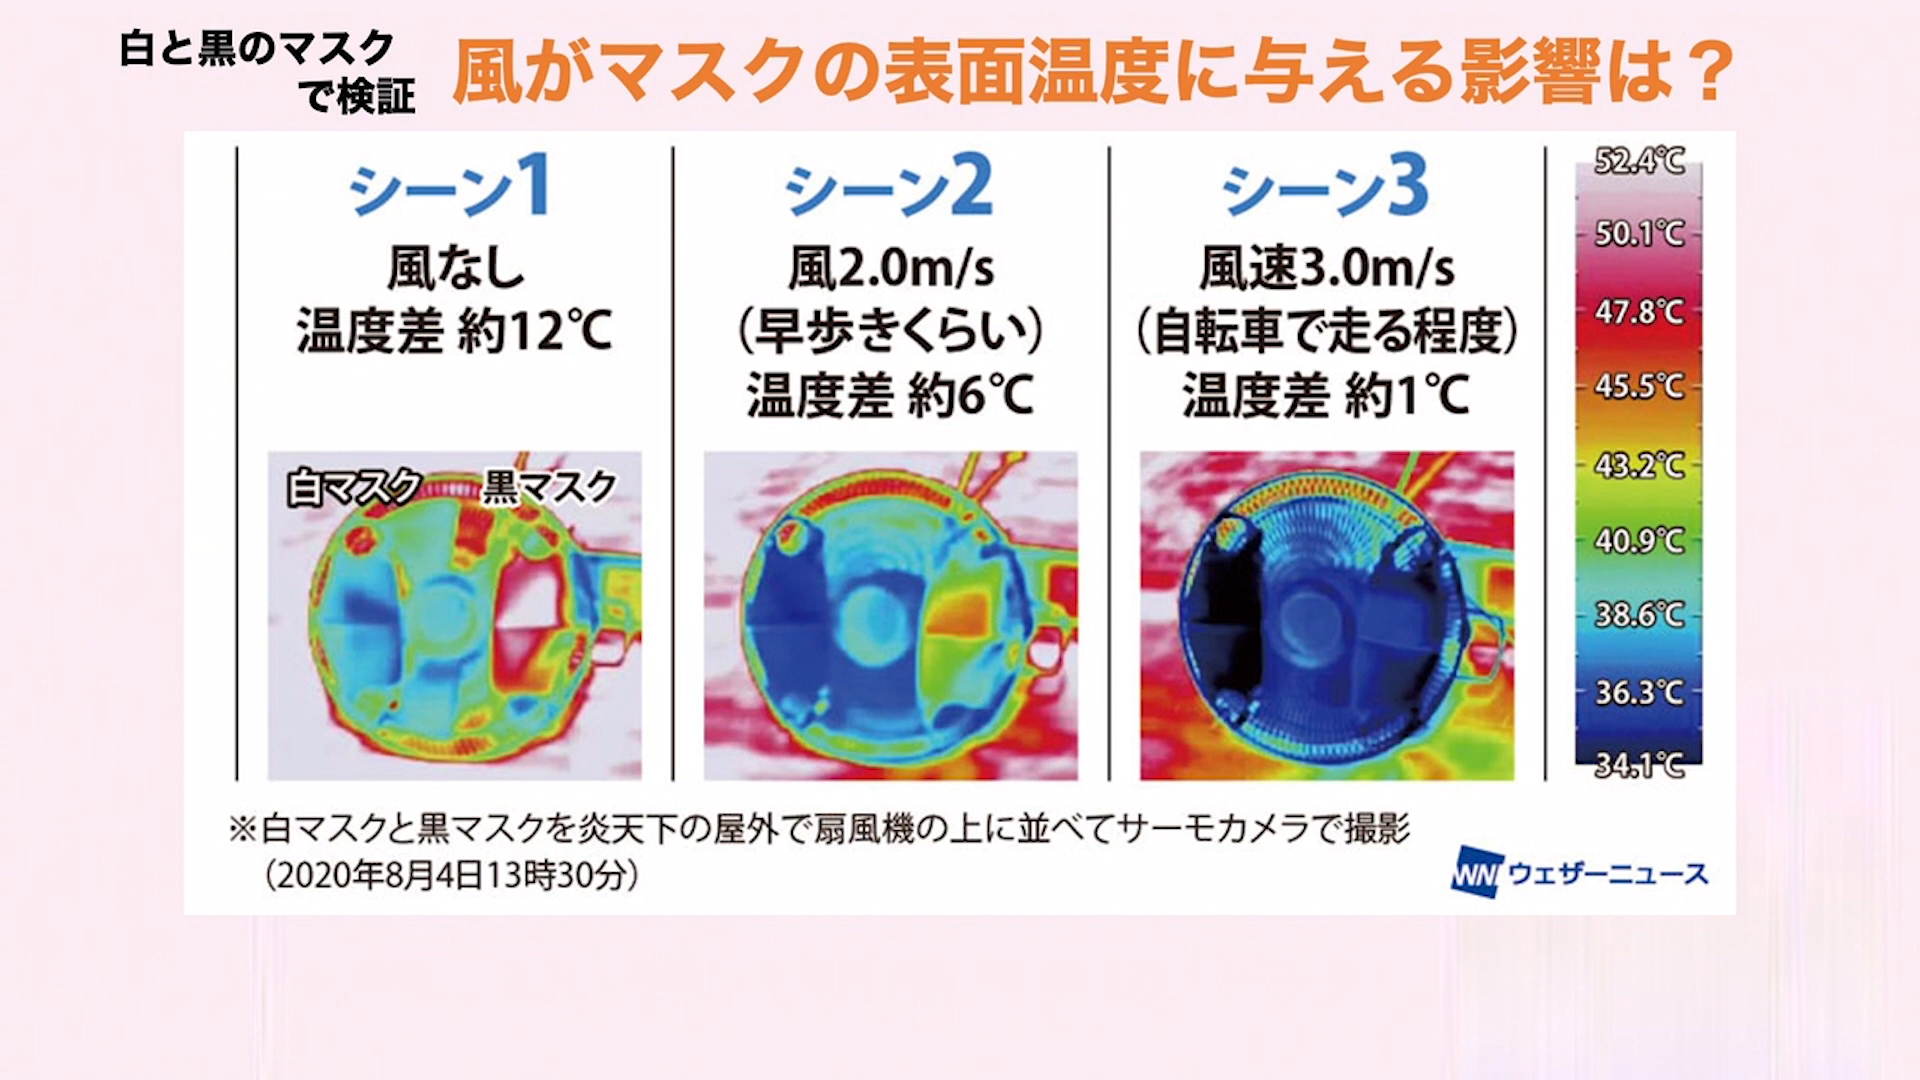 白と黒のマスク
で検証
風がマスクの表面温度に与える影響は？
シーン1
風なし
温度差 約12℃
白マスク
黒マスク
シーン2
風2.0m/s
（早歩きくらい）
温度差 約6℃
シーン3
風速3.0m/s
（自転車で走る程度）
温度差 約1℃
52.4℃
50.1℃
47.8℃
45.5℃
43.2℃
40.9℃
38.6℃
36.3℃
34.1℃
※白マスクと黒マスクを炎天下の屋外で扇風機の上に並べてサーモカメラで撮影
（2020年8月4日13時30分）
WN ウェザーニュース